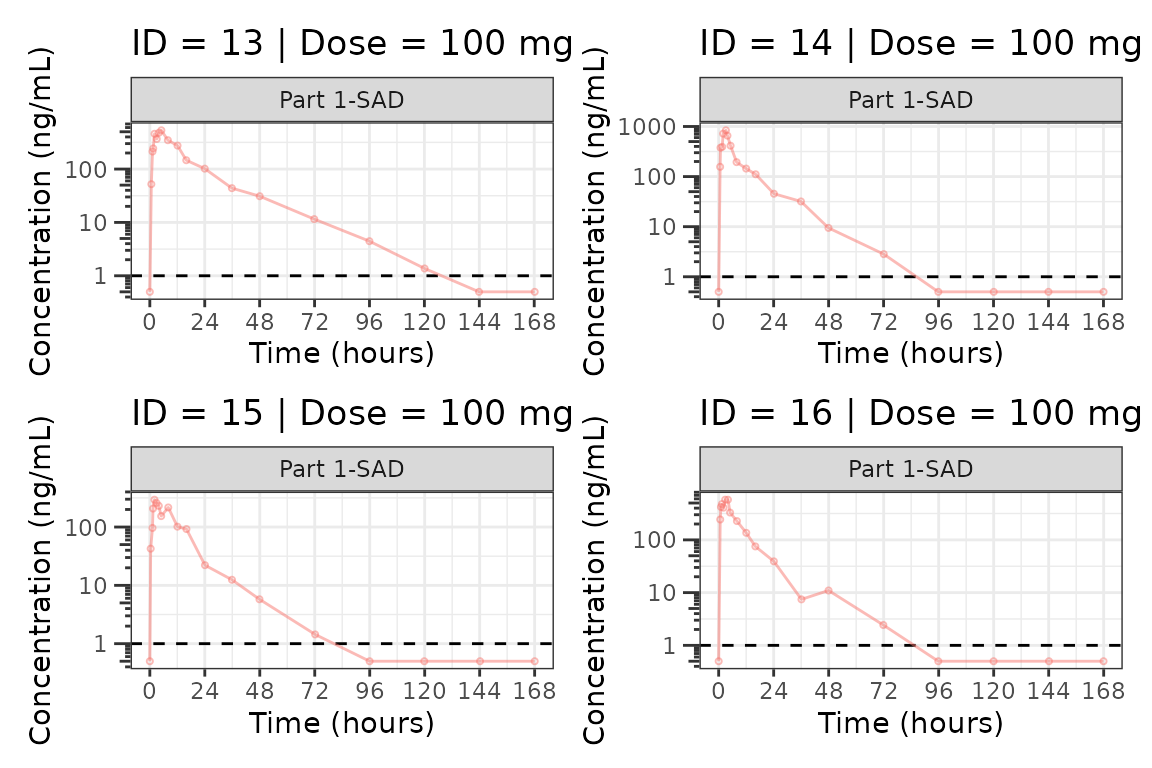 ID = 13 | Dose = 100 mg
Part 1-SAD
Concentration (ng/mL)
100
10
1
0 24 48 72 96 120 144 168
Time (hours)
ID = 14 | Dose = 100 mg
Part 1-SAD
Concentration (ng/mL)
1000
100
10
1
0 24 48 72 96 120 144 168
Time (hours)
ID = 15 | Dose = 100 mg
Part 1-SAD
Concentration (ng/mL)
100
10
1
0 24 48 72 96 120 144 168
Time (hours)
ID = 16 | Dose = 100 mg
Part 1-SAD
Concentration (ng/mL)
100
10
1
0 24 48 72 96 120 144 168
Time (hours)